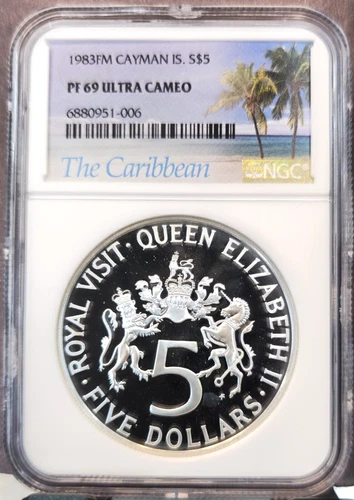 1983FM CAYMAN IS. S$5
PF 69 ULTRA CAMEO
6880951-006
The Caribbean
NGC
ROYAL VISIT · QUEEN ELIZABETH II ·
5
FIVE DOLLARS ·